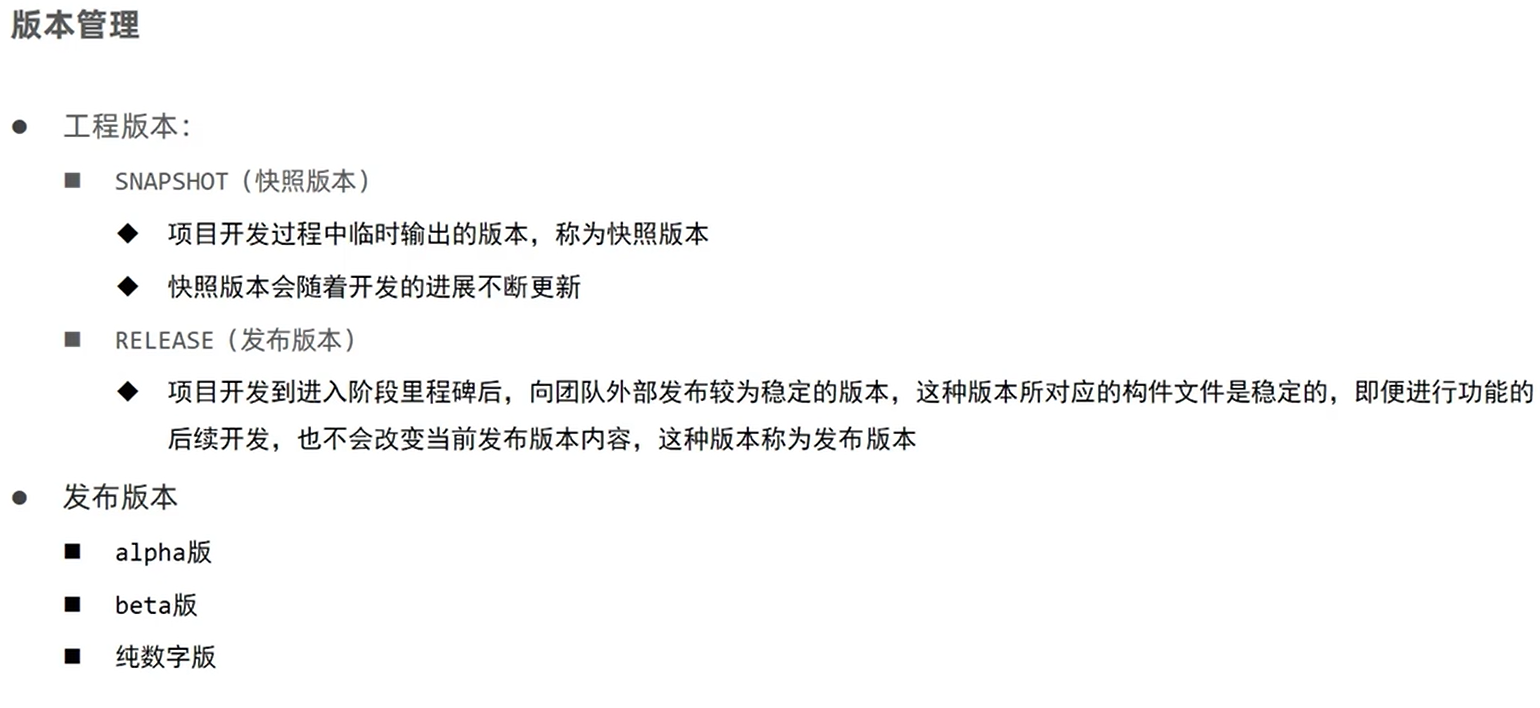 版本管理
● 工程版本：
■ SNAPSHOT（快照版本）
◆ 项目开发过程中临时输出的版本，称为快照版本
◆ 快照版本会随着开发的进展不断更新
■ RELEASE（发布版本）
◆ 项目开发到进入阶段里程碑后，向团队外部发布较为稳定的版本，这种版本所对应的构件文件是稳定的，即便进行功能的
后续开发，也不会改变当前发布版本内容，这种版本称为发布版本
● 发布版本
■ alpha版
■ beta版
■ 纯数字版